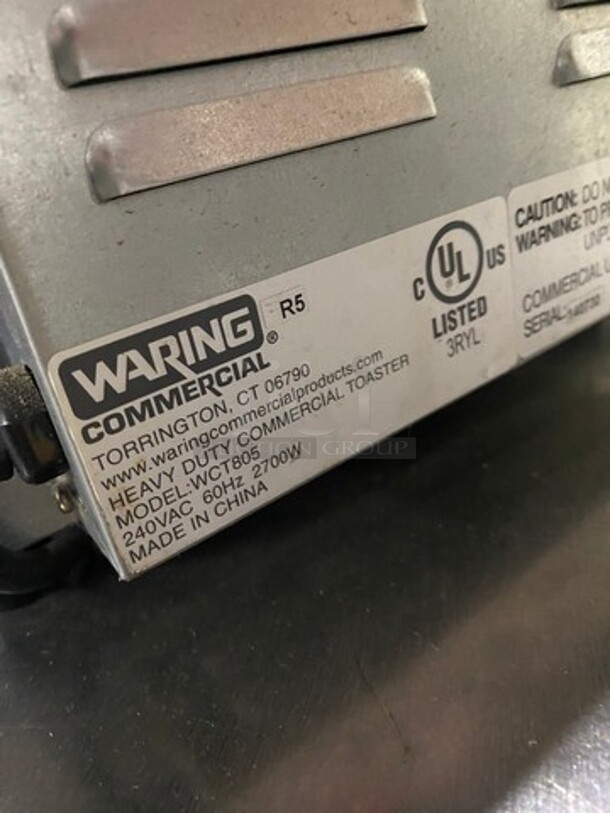 WARING
COMMERCIAL®
R5
TORRINGTON, CT 06790
www.waringcommercialproducts.com
HEAVY DUTY COMMERCIAL TOASTER
MODEL:WCT805
240VAC 60Hz 2700W
MADE IN CHINA
C UL US
®
LISTED
3RYL
CAUTION: DO
WARNING: TO
COMMERCIAL
SERIAL:
GROUP